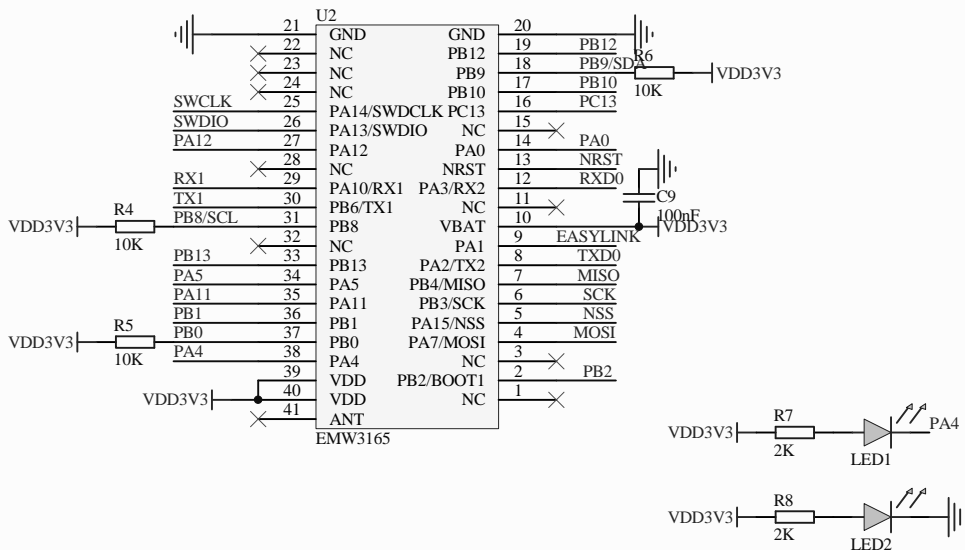 U2
21 GND GND 20
22 NC PB12 19 PB12
23 NC PB9 18 PB9/SDA R6 10K VDD3V3
24 NC PB10 17 PB10
SWCLK 25 PA14/SWDCLK PC13 16 PC13
SWDIO 26 PA13/SWDIO NC 15
PA12 27 PA12 PA0 14 PA0
28 NC NRST 13 NRST
RX1 29 PA10/RX1 PA3/RX2 12 RXD0
TX1 30 PB6/TX1 NC 11 C9 100nF
VDD3V3 R4 10K PB8/SCL 31 PB8 VBAT 10 VDD3V3
32 NC PA1 9 EASYLINK
PB13 33 PB13 PA2/TX2 8 TXD0
PA5 34 PA5 PB4/MISO 7 MISO
PA11 35 PA11 PB3/SCK 6 SCK
PB1 36 PB1 PA15/NSS 5 NSS
VDD3V3 R5 10K PB0 37 PB0 PA7/MOSI 4 MOSI
PA4 38 PA4 NC 3
39 VDD PB2/BOOT1 2 PB2
VDD3V3 40 VDD NC 1
41 ANT
EMW3165
R7
VDD3V3 PA4
2K LED1
R8
VDD3V3
2K LED2